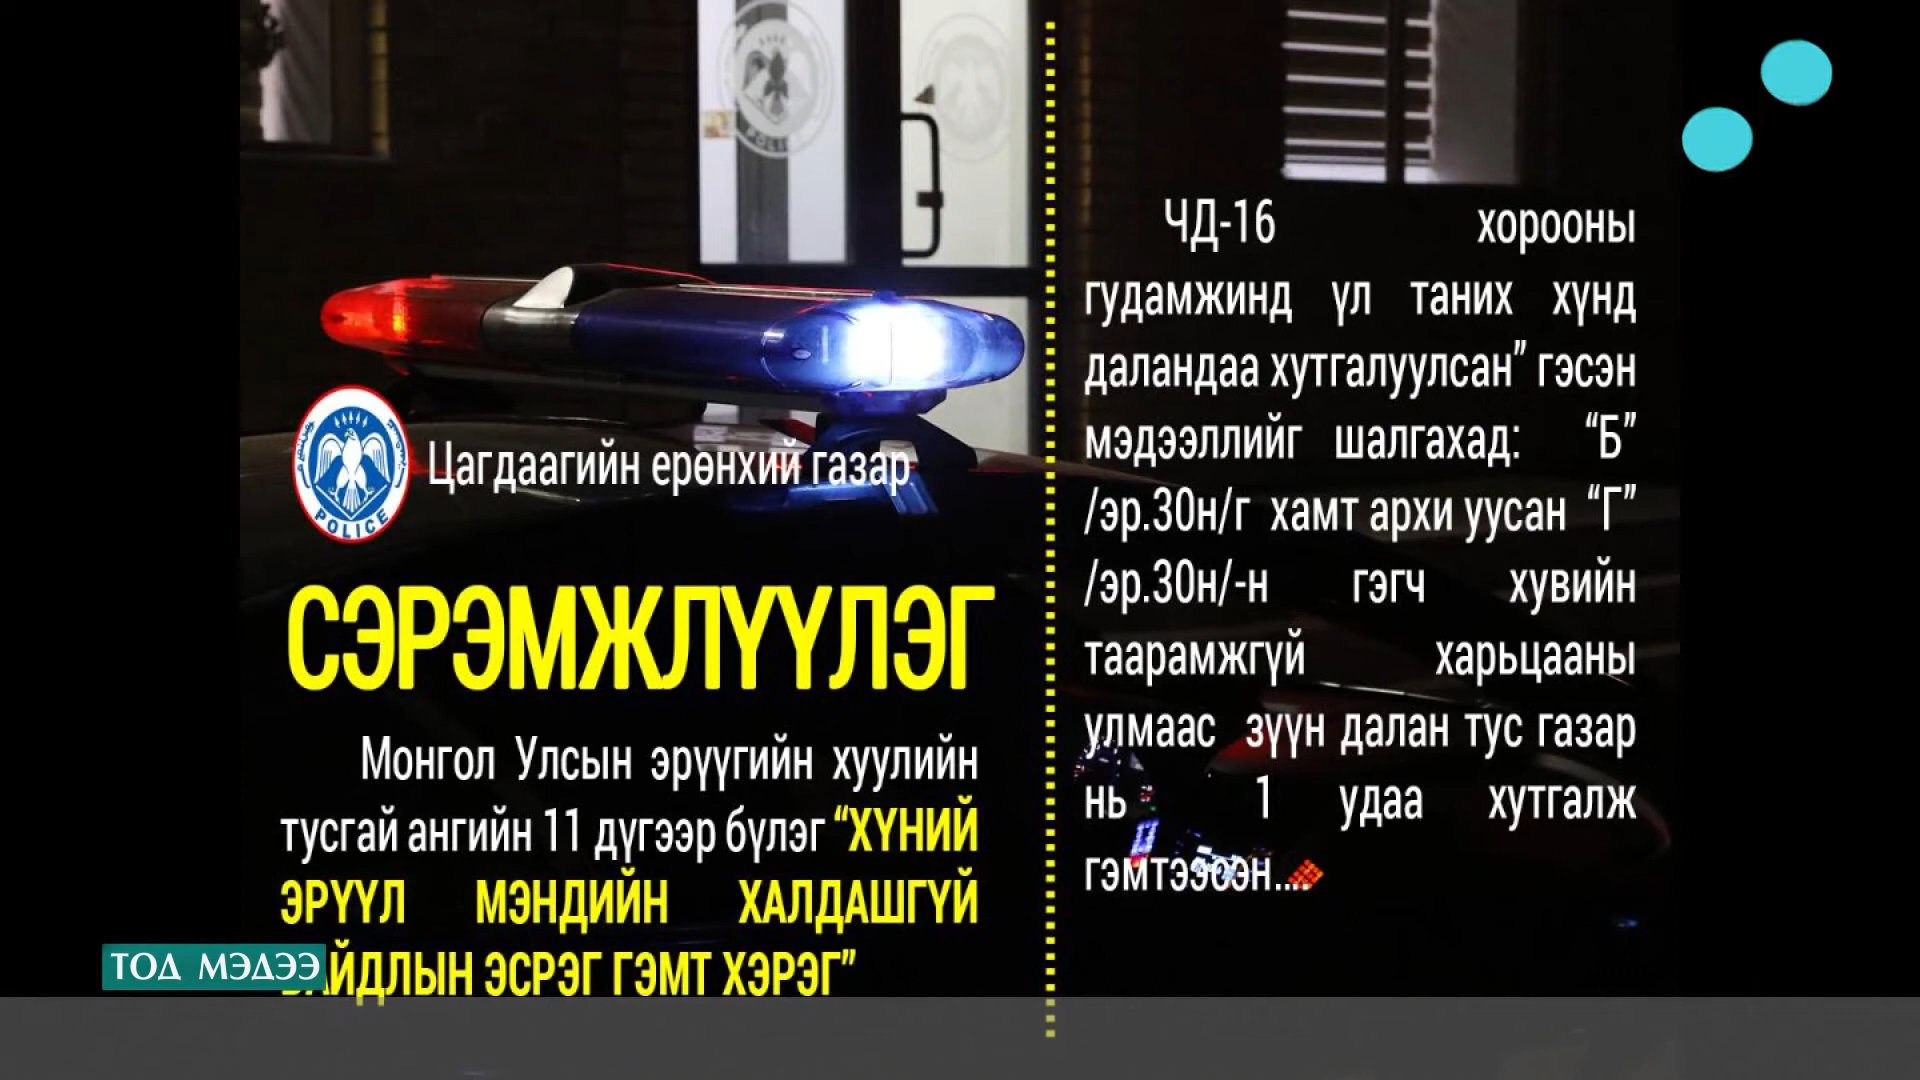 POLICE
Цагдаагийн ерөнхий газар
СЭРЭМЖЛҮҮЛЭГ
Монгол Улсын эрүүгийн хуулийн
тусгай ангийн 11 дүгээр бүлэг “ХҮНИЙ
ЭРҮҮЛ МЭНДИЙН ХАЛДАШГҮЙ
БАЙДЛЫН ЭСРЭГ ГЭМТ ХЭРЭГ”
ЧД-16 хорооны
гудамжинд үл таних хүнд
даландаа хутгалуулсан” гэсэн
мэдээллийг шалгахад: “Б”
/эр.30н/г хамт архи уусан “Г”
/эр.30н/-н гэгч хувийн
таарамжгүй харьцааны
улмаас зүүн далан тус газар
нь 1 удаа хутгалж
гэмтээсэн....
ТОД МЭДЭЭ